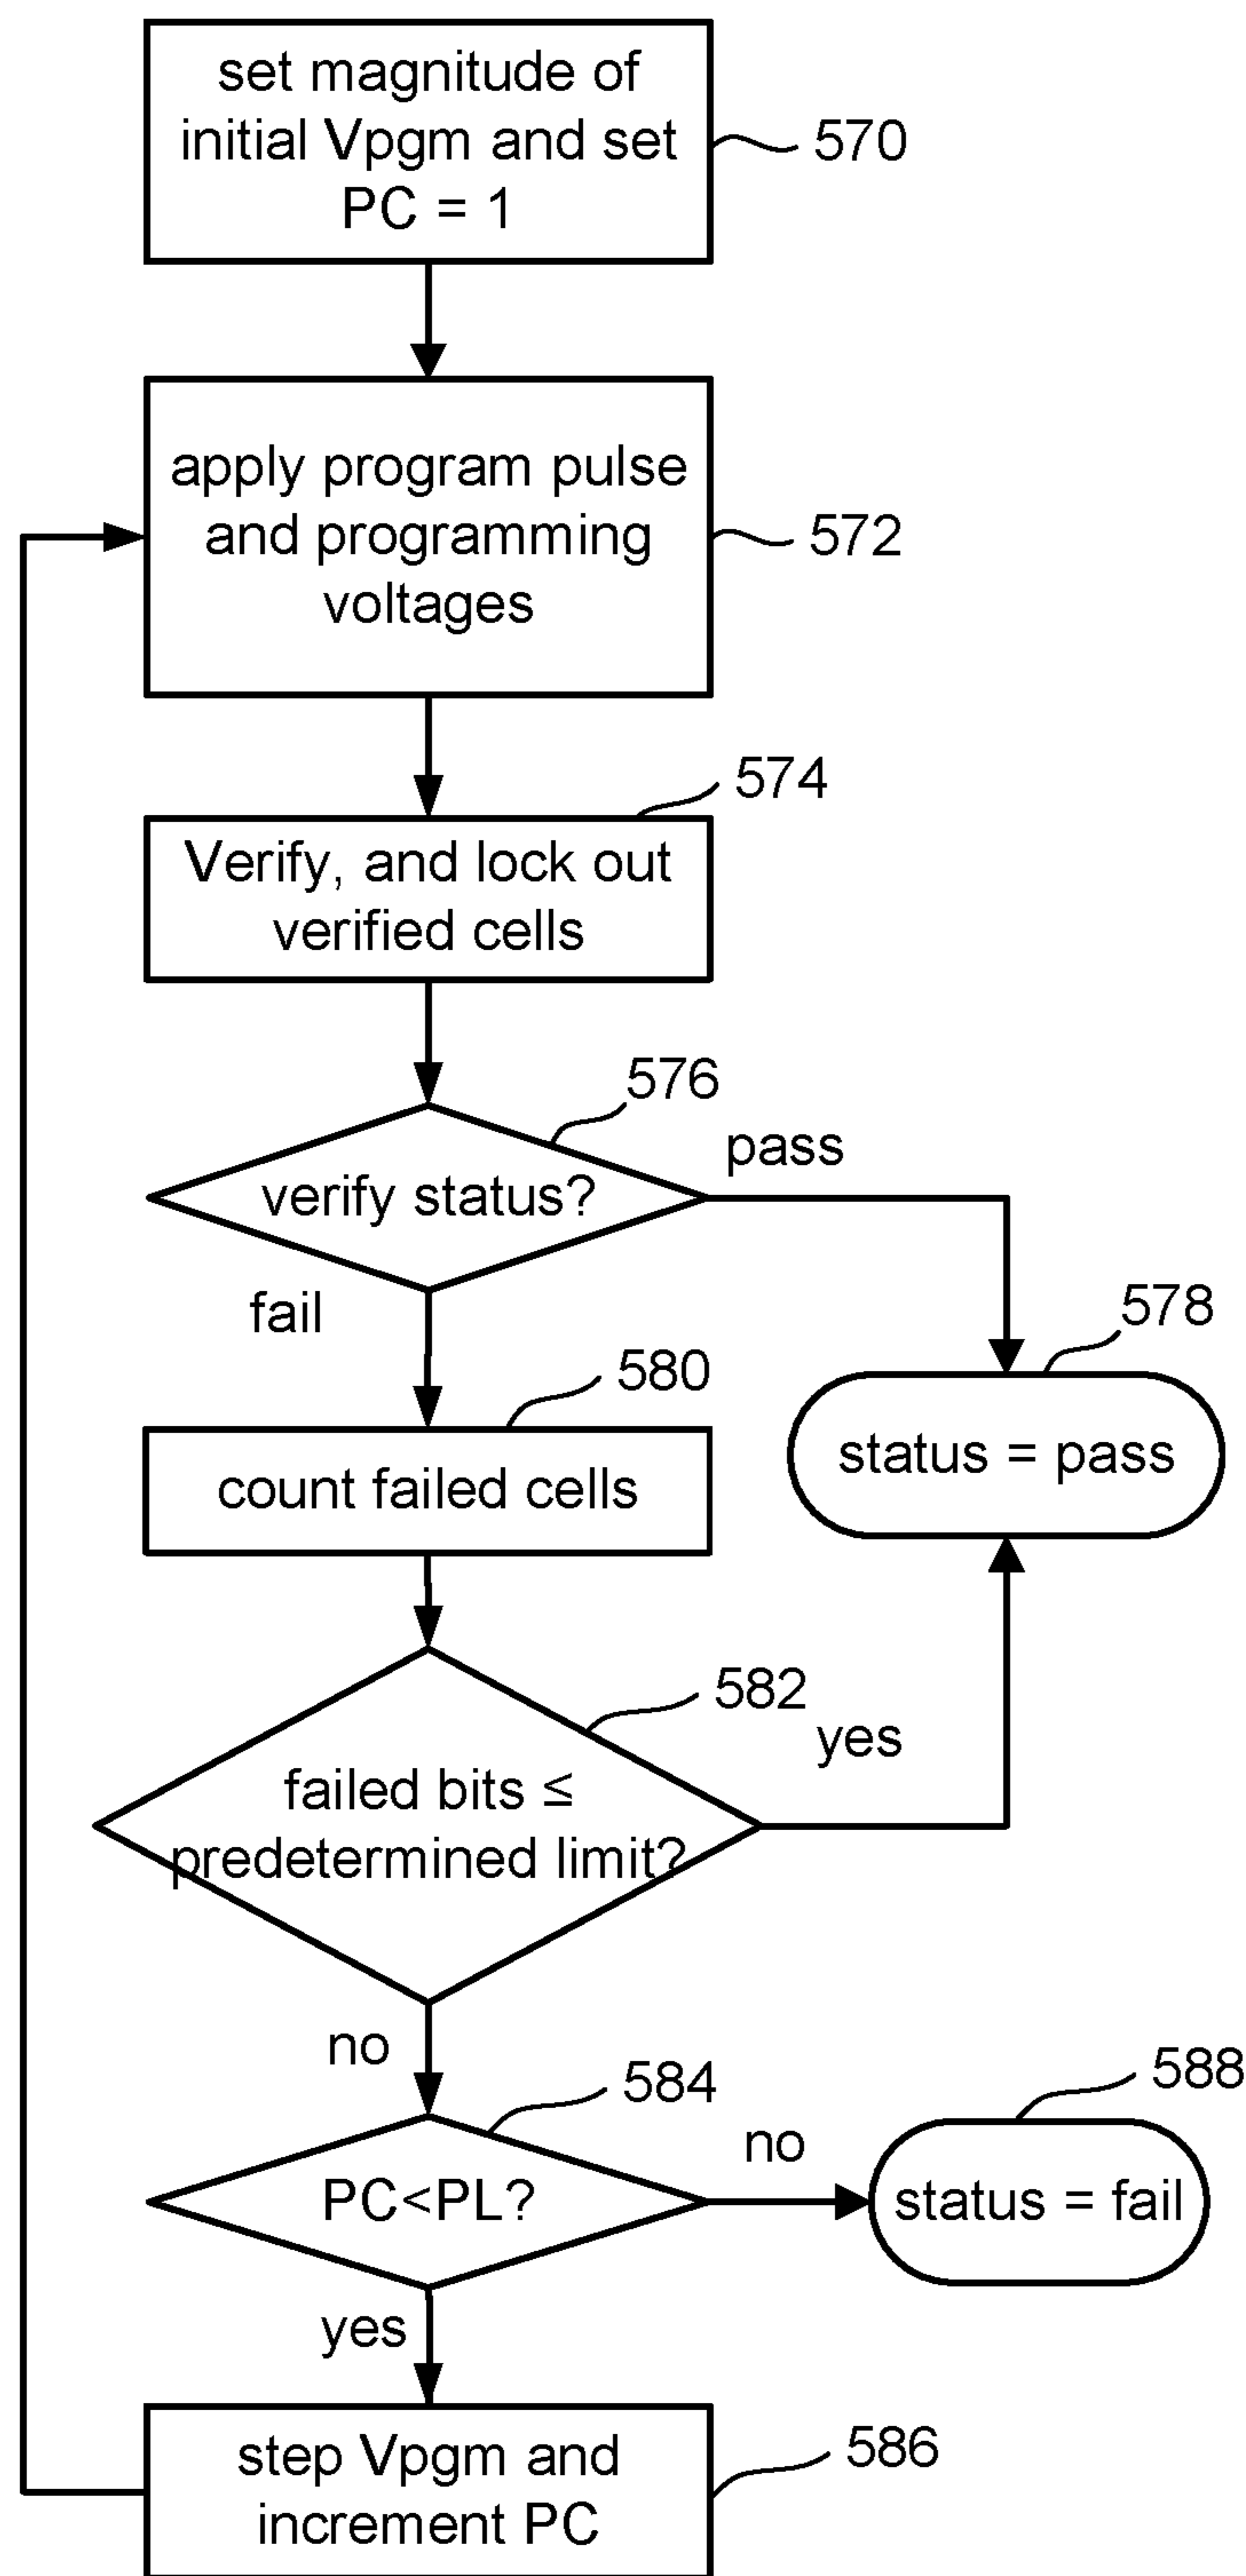 set magnitude of
initial Vpgm and set
PC = 1
570
apply program pulse
and programming
voltages
572
574
Verify, and lock out
verified cells
576
pass
verify status?
fail
578
580
status = pass
count failed cells
582
yes
failed bits ≤
predetermined limit?
no
584
588
no
PC<PL?
status = fail
yes
step Vpgm and
increment PC
586